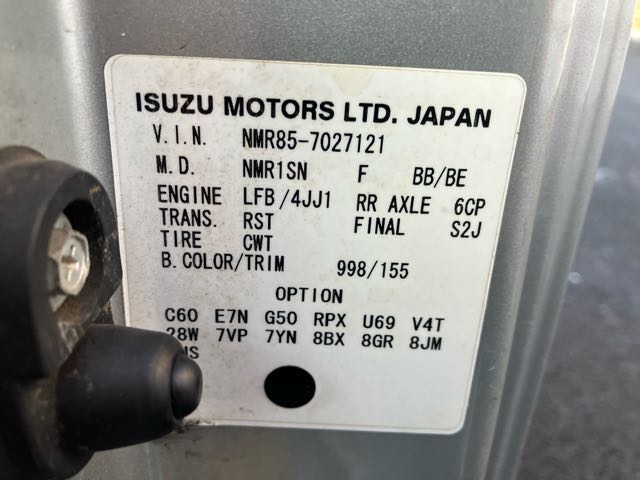 ISUZU MOTORS LTD. JAPAN
V.I.N. NMR85-7027121
M.D. NMR1SN F BB/BE
ENGINE LFB/4JJ1 RR AXLE 6CP
TRANS. RST FINAL S2J
TIRE CWT
B.COLOR/TRIM 998/155
OPTION
C60 E7N G50 RPX U69 V4T
28W 7VP 7YN 8BX 8GR 8JM